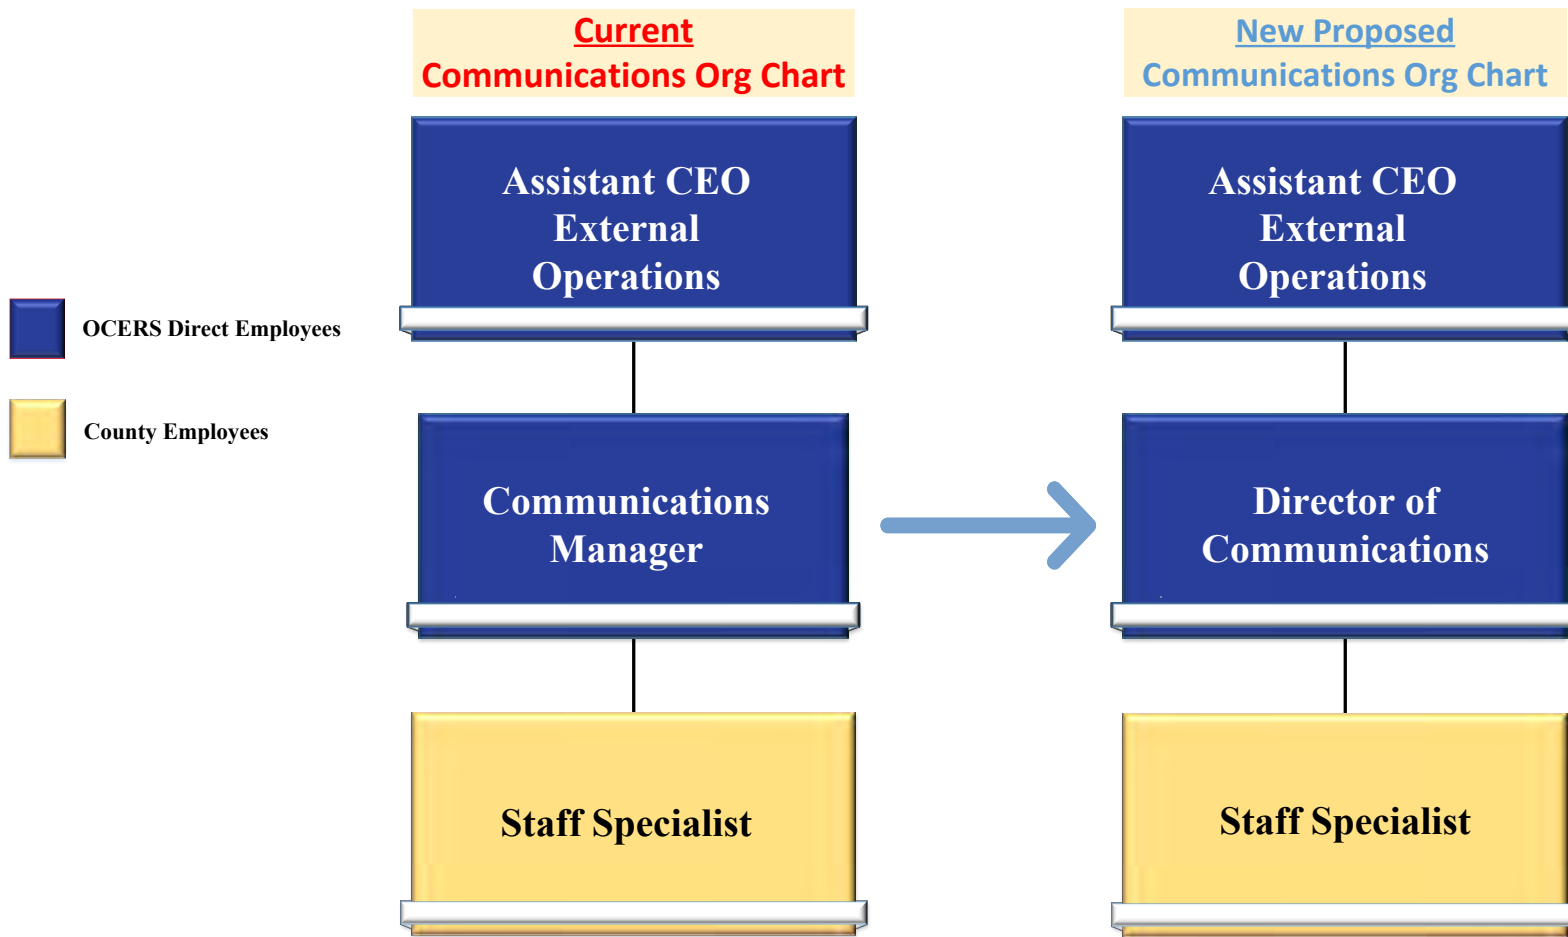 Current
Communications Org Chart
Assistant CEO
External
Operations
Communications
Manager
Staff Specialist
New Proposed
Communications Org Chart
Assistant CEO
External
Operations
Director of
Communications
Staff Specialist
OCERS Direct Employees
County Employees